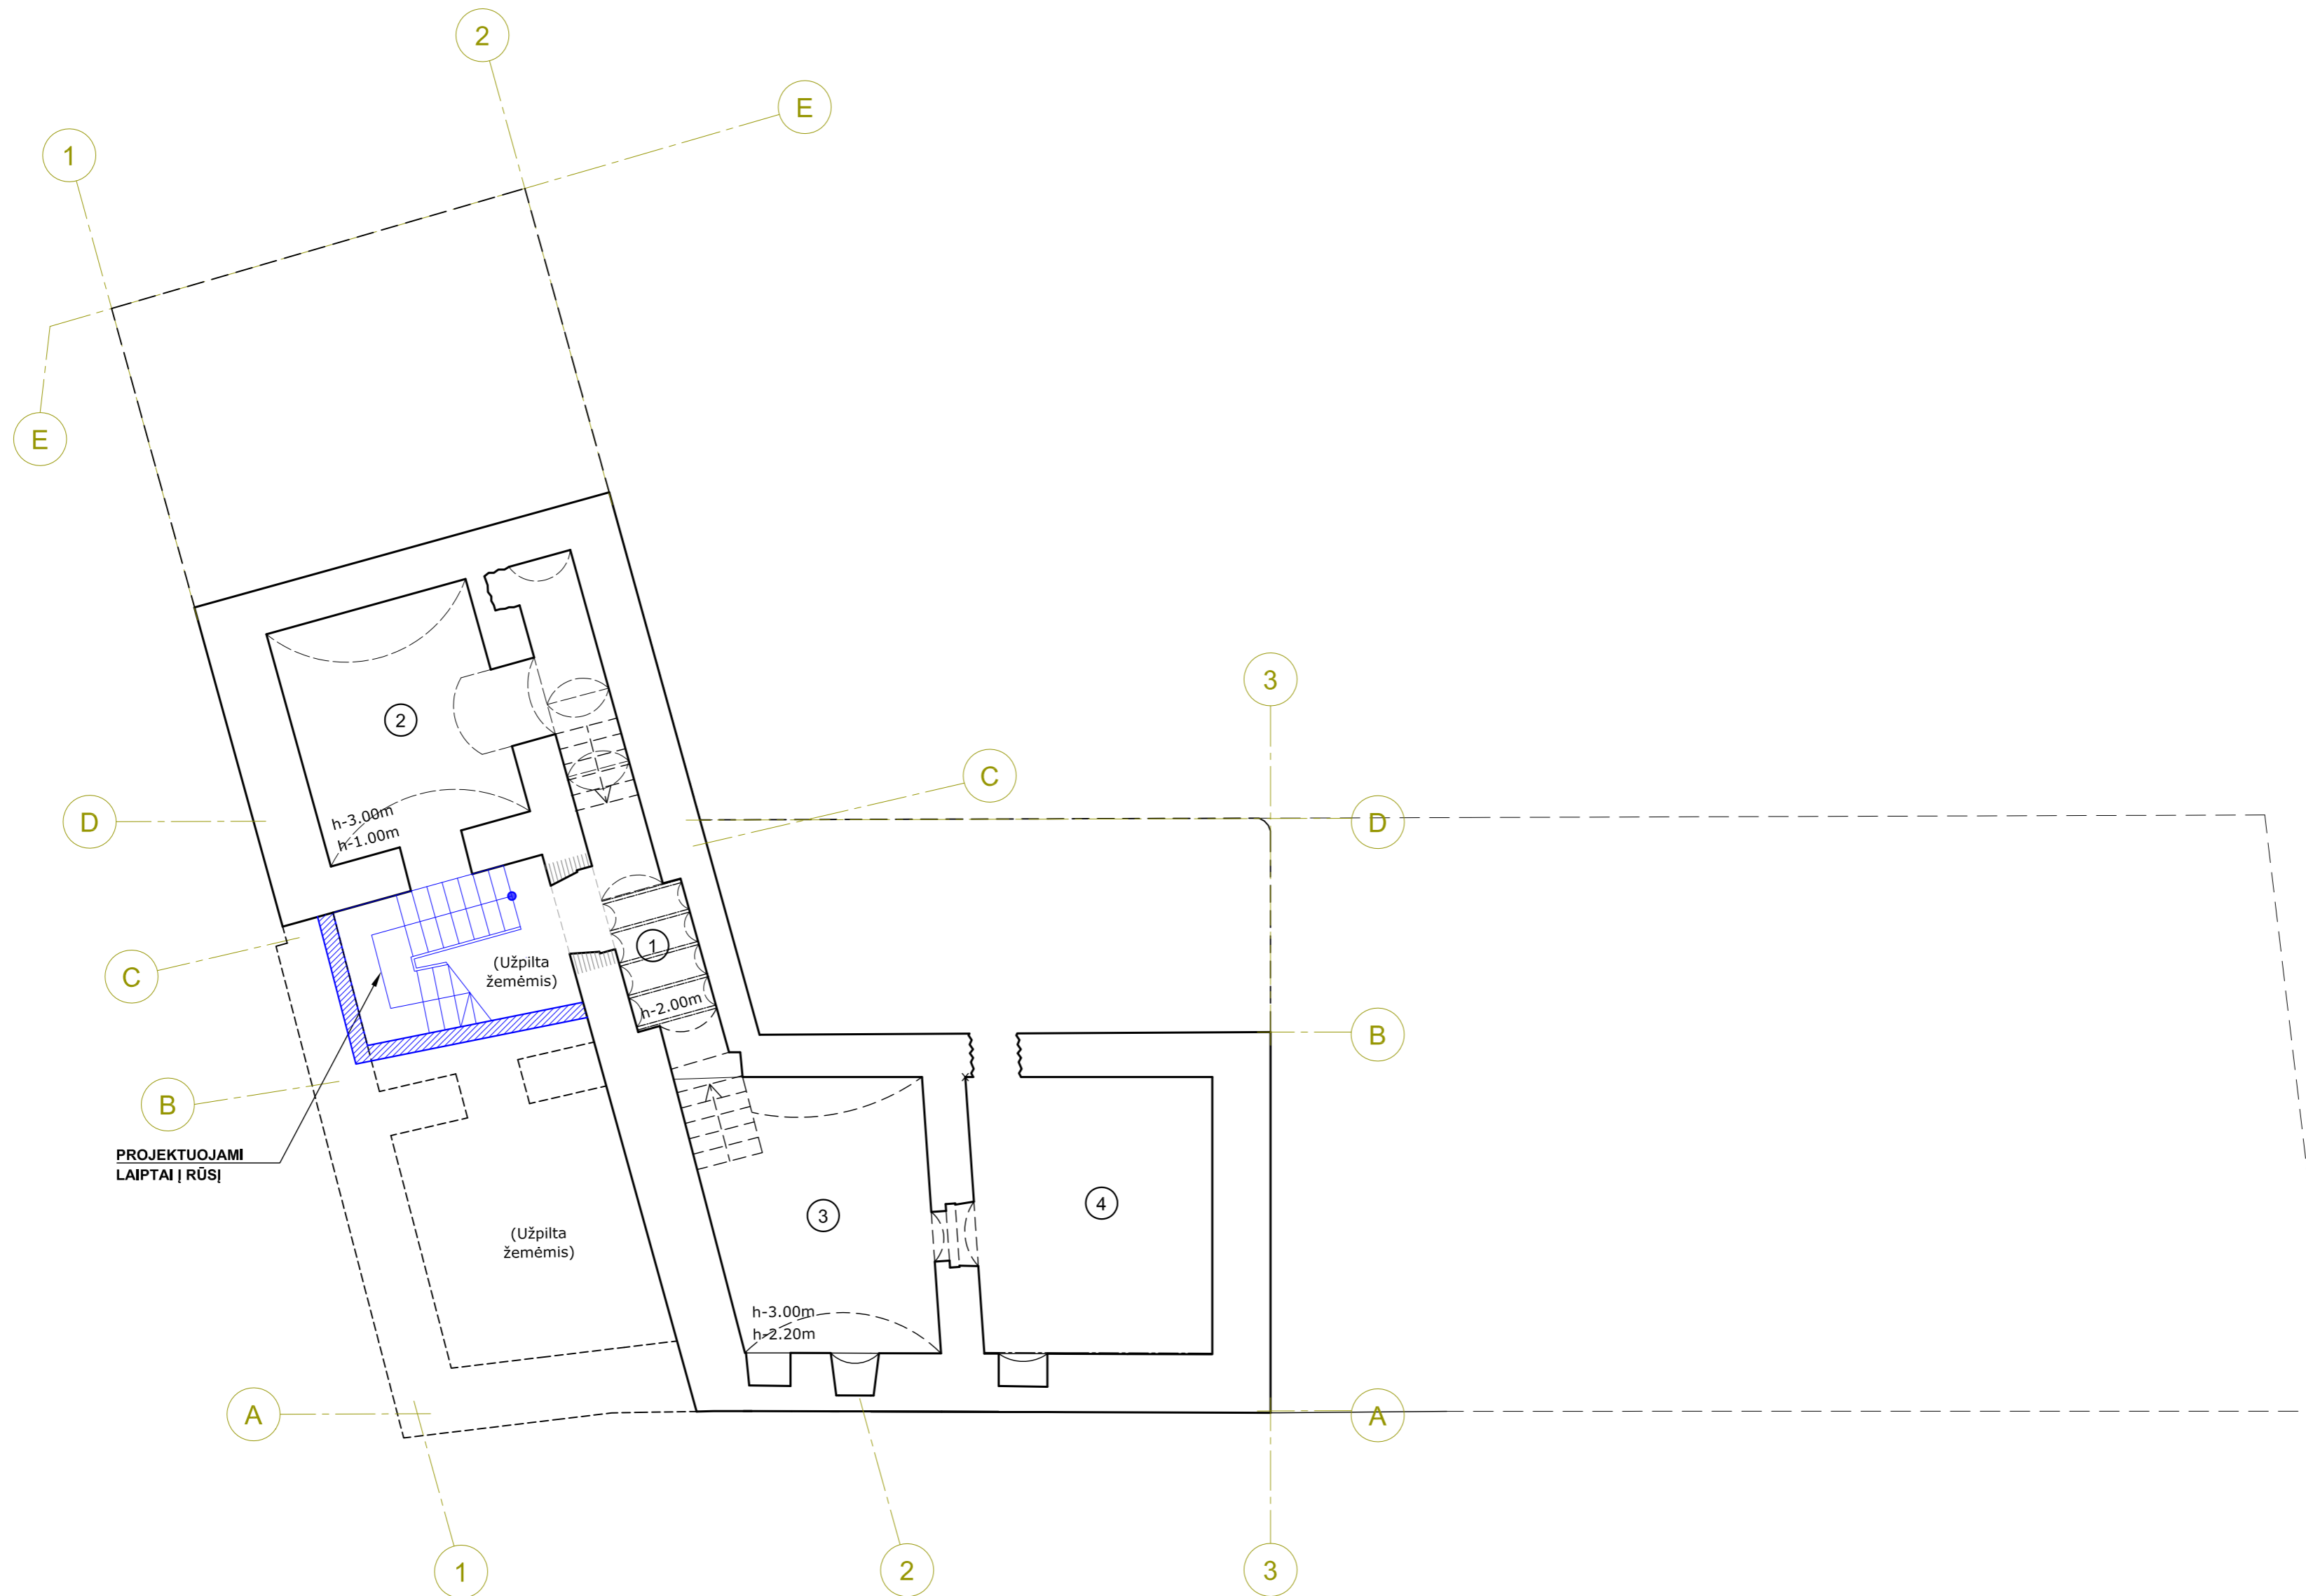 2
E
1
E
2
3
C
D
D
h-3.00m
h-1.00m
C
1
(Užpilta
žemėmis)
h-2.00m
B
B
PROJEKTUOJAMI
LAIPTAI Į RŪSĮ
3
4
(Užpilta
žemėmis)
h-3.00m
h-2.20m
A
A
1
2
3